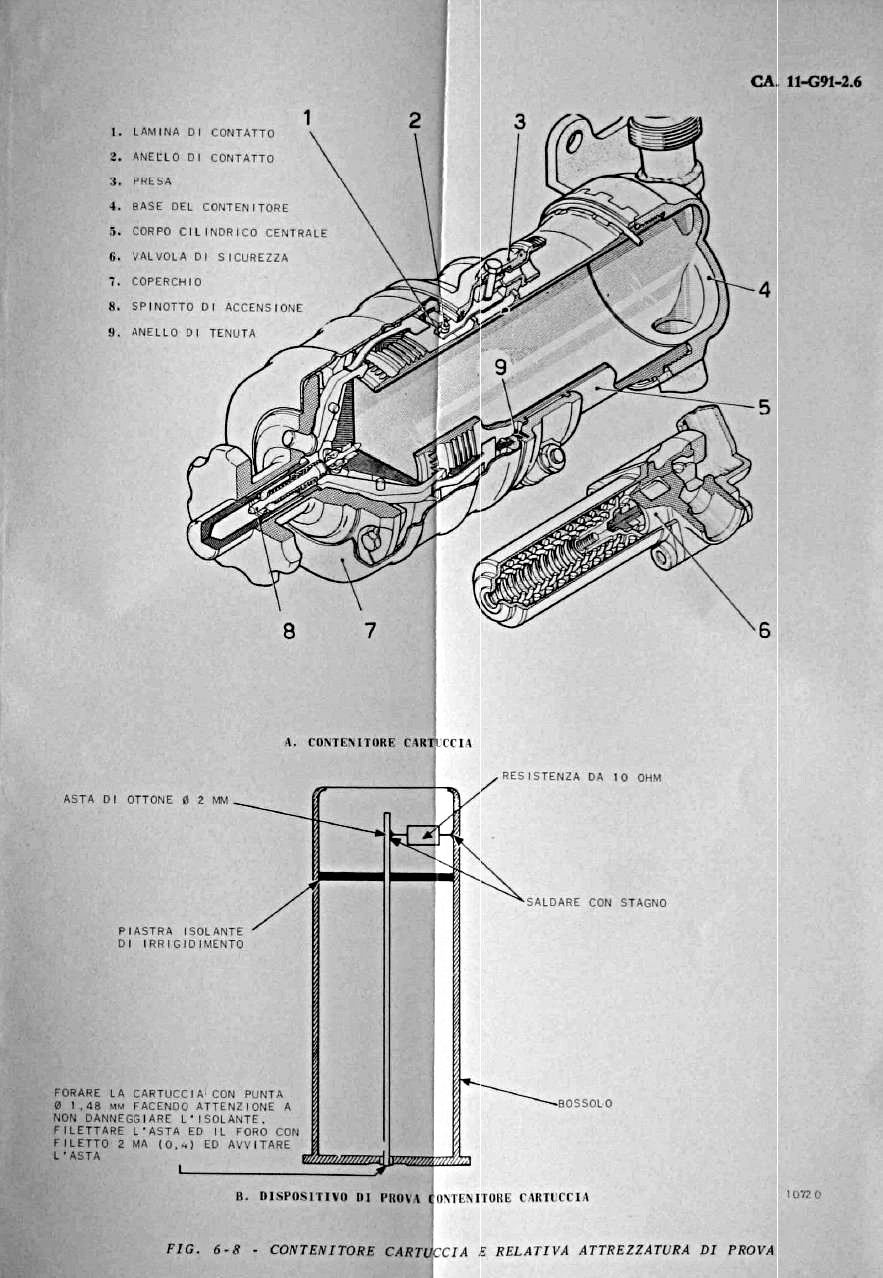 CA. 11-G91-2.6
1 2 3
1. LAMINA DI CONTATTO
2. ANELLO DI CONTATTO
3. PRESA
4. BASE DEL CONTENITORE
5. CORPO CILINDRICO CENTRALE
6. VALVOLA DI SICUREZZA
7. COPERCHIO
8. SPINOTTO DI ACCENSIONE
9. ANELLO DI TENUTA
4
9
5
8 7 6
A. CONTENITORE CARTUCCIA
RESISTENZA DA 10 OHM
ASTA DI OTTONE Ø 2 MM
SALDARE CON STAGNO
PIASTRA ISOLANTE
DI IRRIGIDIMENTO
FORARE LA CARTUCCIA CON PUNTA
Ø 1,48 MM FACENDO ATTENZIONE A
NON DANNEGGIARE L'ISOLANTE.
FILETTARE L'ASTA ED IL FORO CON
FILETTO 2 MA (0,4) ED AVVITARE
L'ASTA
BOSSOLO
B. DISPOSITIVO DI PROVA CONTENITORE CARTUCCIA
10720
FIG. 6-8 - CONTENITORE CARTUCCIA E RELATIVA ATTREZZATURA DI PROVA